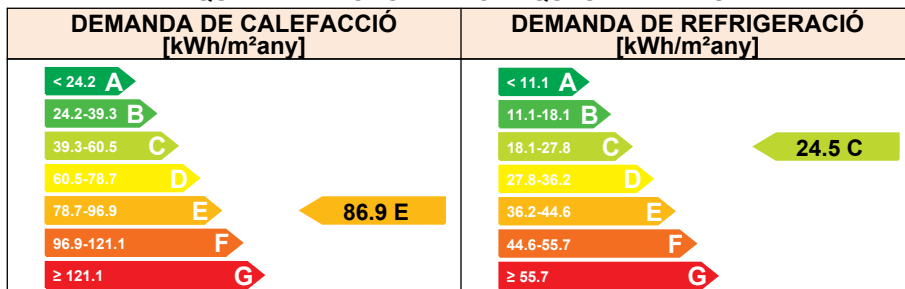 DEMANDA DE CALEFACCIÓ
[kWh/m²any]
< 24.2 A
24.2-39.3 B
39.3-60.5 C
60.5-78.7 D
78.7-96.9 E
86.9 E
96.9-121.1 F
≥ 121.1 G
DEMANDA DE REFRIGERACIÓ
[kWh/m²any]
< 11.1 A
11.1-18.1 B
18.1-27.8 C
24.5 C
27.8-36.2 D
36.2-44.6 E
44.6-55.7 F
≥ 55.7 G